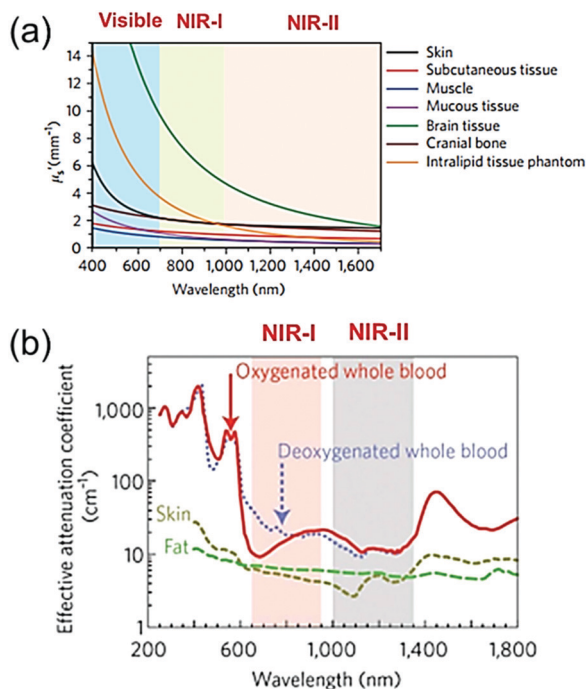 (a)
Visible NIR-I NIR-II
14
12
10
8
6
4
2
0
μs'(mm-1)
400 600 800 1,000 1,200 1,400 1,600
Wavelength (nm)
Skin
Subcutaneous tissue
Muscle
Mucous tissue
Brain tissue
Cranial bone
Intralipid tissue phantom
(b)
NIR-I NIR-II
Oxygenated whole blood
Deoxygenated whole blood
Skin
Fat
Effective attenuation coefficient
(cm-1)
1,000
100
10
1
200 600 1,000 1,400 1,800
Wavelength (nm)